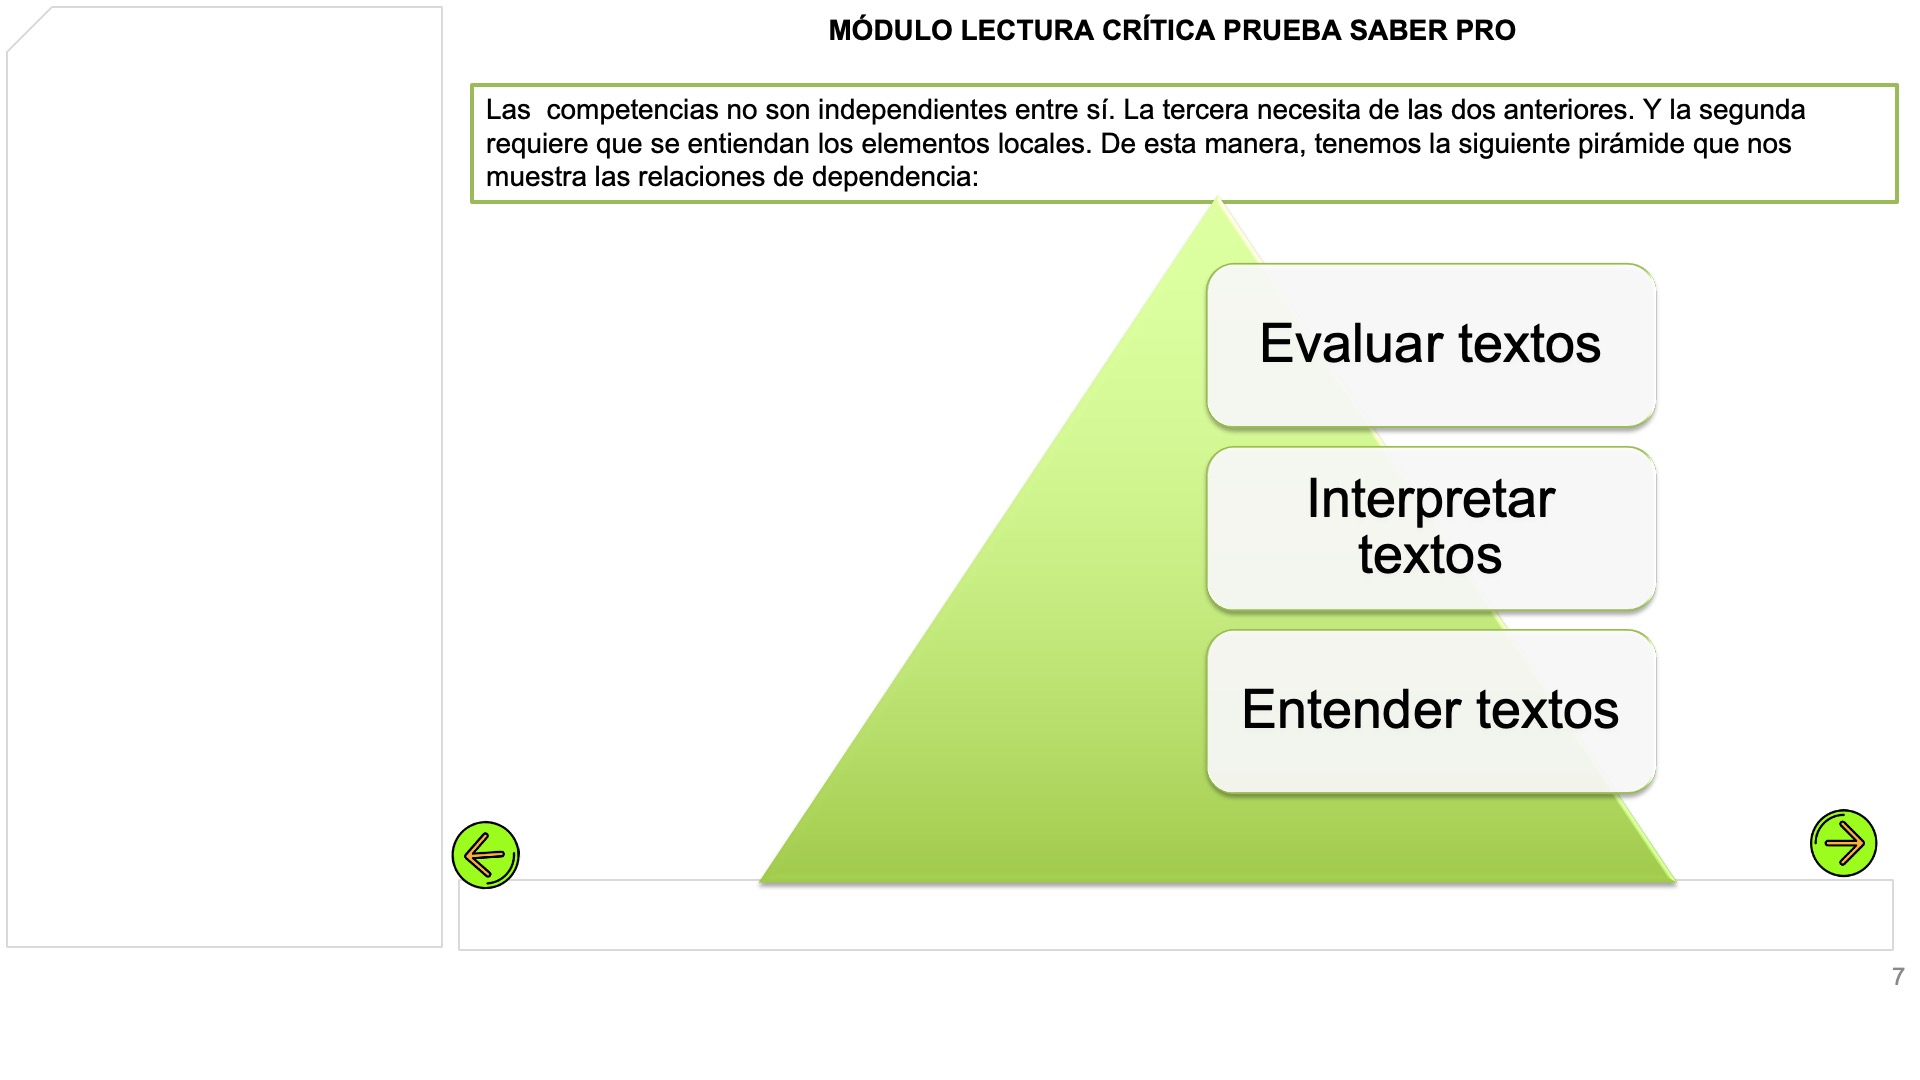 MÓDULO LECTURA CRÍTICA PRUEBA SABER PRO
Las  competencias no son independientes entre sí. La tercera necesita de las dos anteriores. Y la segunda
requiere que se entiendan los elementos locales. De esta manera, tenemos la siguiente pirámide que nos
muestra las relaciones de dependencia:
Evaluar textos
Interpretar
textos
Entender textos
7